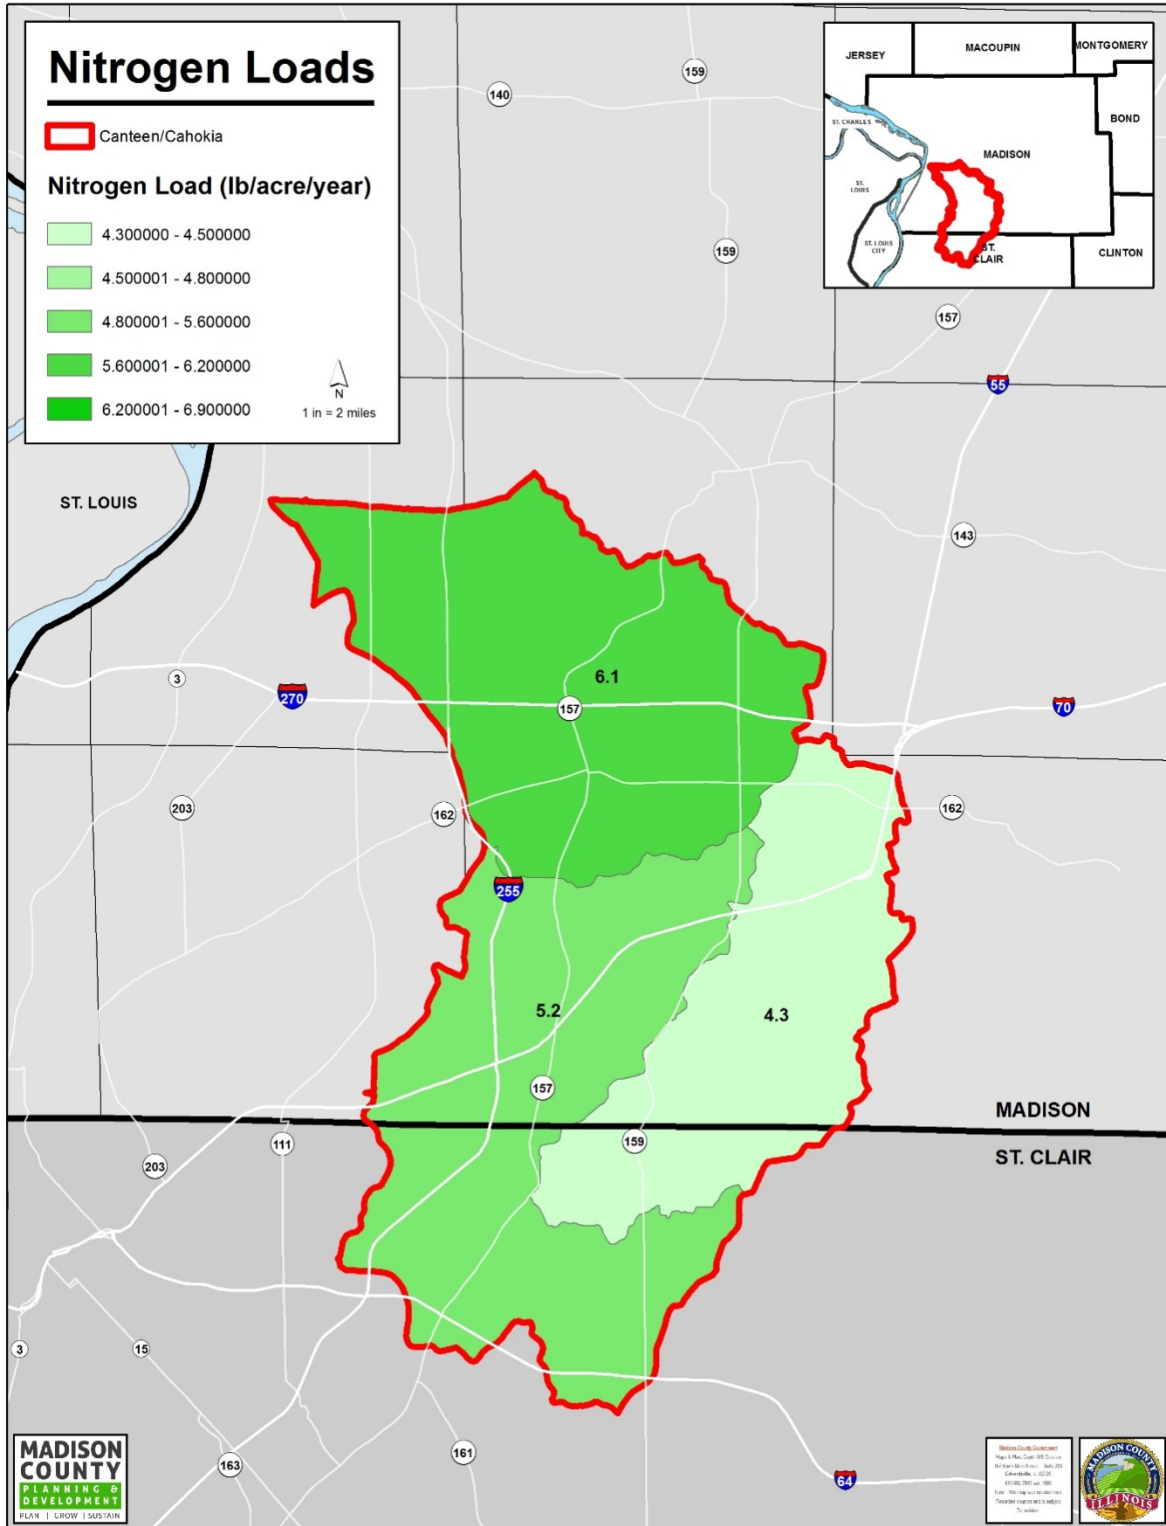 Nitrogen Loads
Canteen/Cahokia
Nitrogen Load (lb/acre/year)
4.300000 - 4.500000
4.500001 - 4.800000
4.800001 - 5.600000
5.600001 - 6.200000
6.200001 - 6.900000
N
1 in = 2 miles
JERSEY
MACOUPIN
MONTGOMERY
ST. CHARLES
BOND
MADISON
ST.
LOUIS
ST. LOUIS
CITY
ST.
CLAIR
CLINTON
159
140
159
157
55
ST. LOUIS
143
6.1
3
270
157
70
203
162
162
255
5.2
4.3
157
MADISON
111
159
203
ST. CLAIR
3
15
161
163
64
MADISON
COUNTY
PLANNING &
DEVELOPMENT
PLAN | GROW | SUSTAIN
Madison County Government
MADISON COUNTY
ILLINOIS